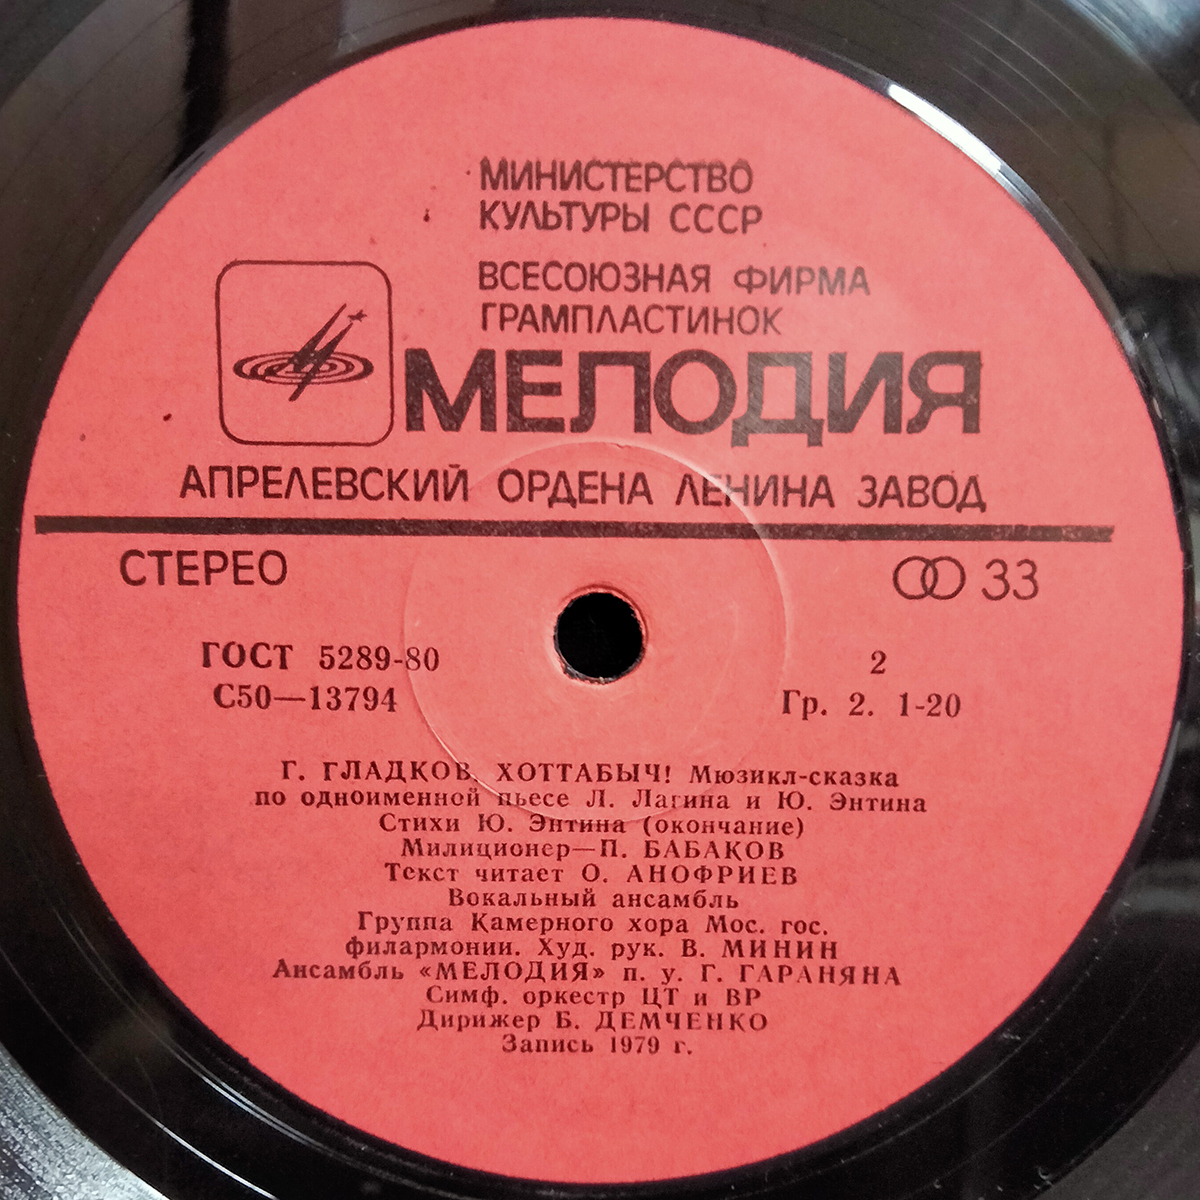 МИНИСТЕРСТВО
КУЛЬТУРЫ СССР
ВСЕСОЮЗНАЯ ФИРМА
ГРАМПЛАСТИНОК
МЕЛОДИЯ
АПРЕЛЕВСКИЙ ОРДЕНА ЛЕНИНА ЗАВОД
СТЕРЕО 33
ГОСТ 5289-80 2
С50—13794 Гр. 2. 1-20
Г. ГЛАДКОВ. ХОТТАБЫЧ! Мюзикл-сказка
по одноименной пьесе Л. Лагина и Ю. Энтина
Стихи Ю. Энтина (окончание)
Милиционер—П. БАБАКОВ
Текст читает О. АНОФРИЕВ
Вокальный ансамбль
Группа Камерного хора Мос. гос.
филармонии. Худ. рук. В. МИНИН
Ансамбль «МЕЛОДИЯ» п. у. Г. ГАРАНЯНА
Симф. оркестр ЦТ и ВР
Дирижер Б. ДЕМЧЕНКО
Запись 1979 г.